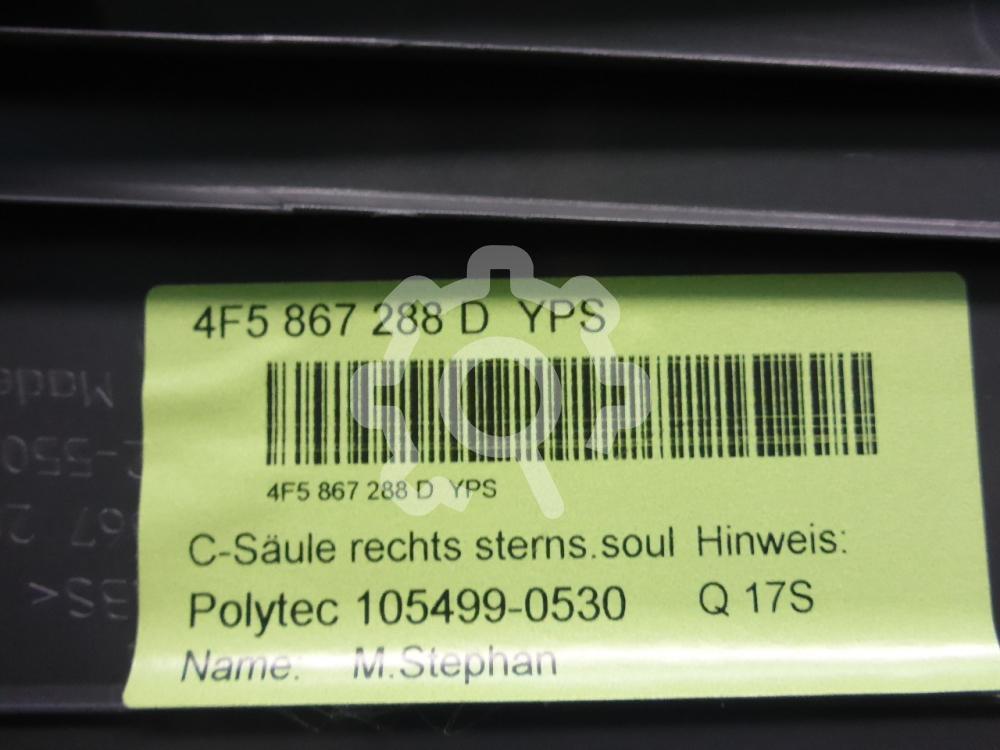 4F5 867 288 D YPS
4F5 867 288 D YPS
C-Säule rechts sterns.soul Hinweis:
Polytec 105499-0530 Q 17S
Name: M.Stephan